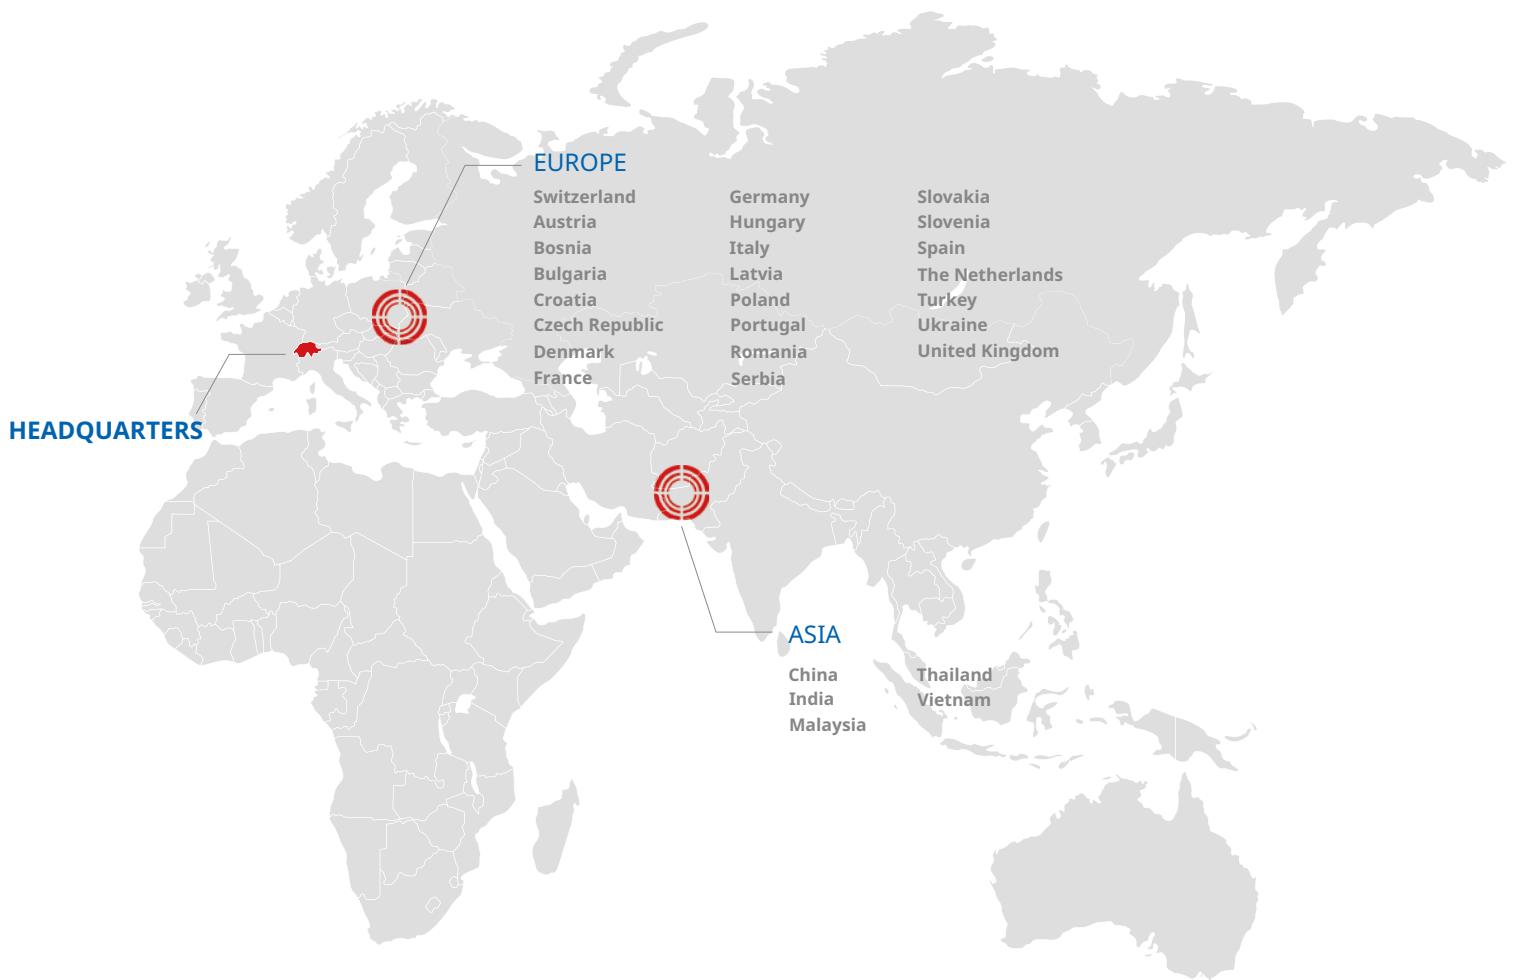 EUROPE
Switzerland
Austria
Bosnia
Bulgaria
Croatia
Czech Republic
Denmark
France
Germany
Hungary
Italy
Latvia
Poland
Portugal
Romania
Serbia
Slovakia
Slovenia
Spain
The Netherlands
Turkey
Ukraine
United Kingdom
HEADQUARTERS
ASIA
China
India
Malaysia
Thailand
Vietnam